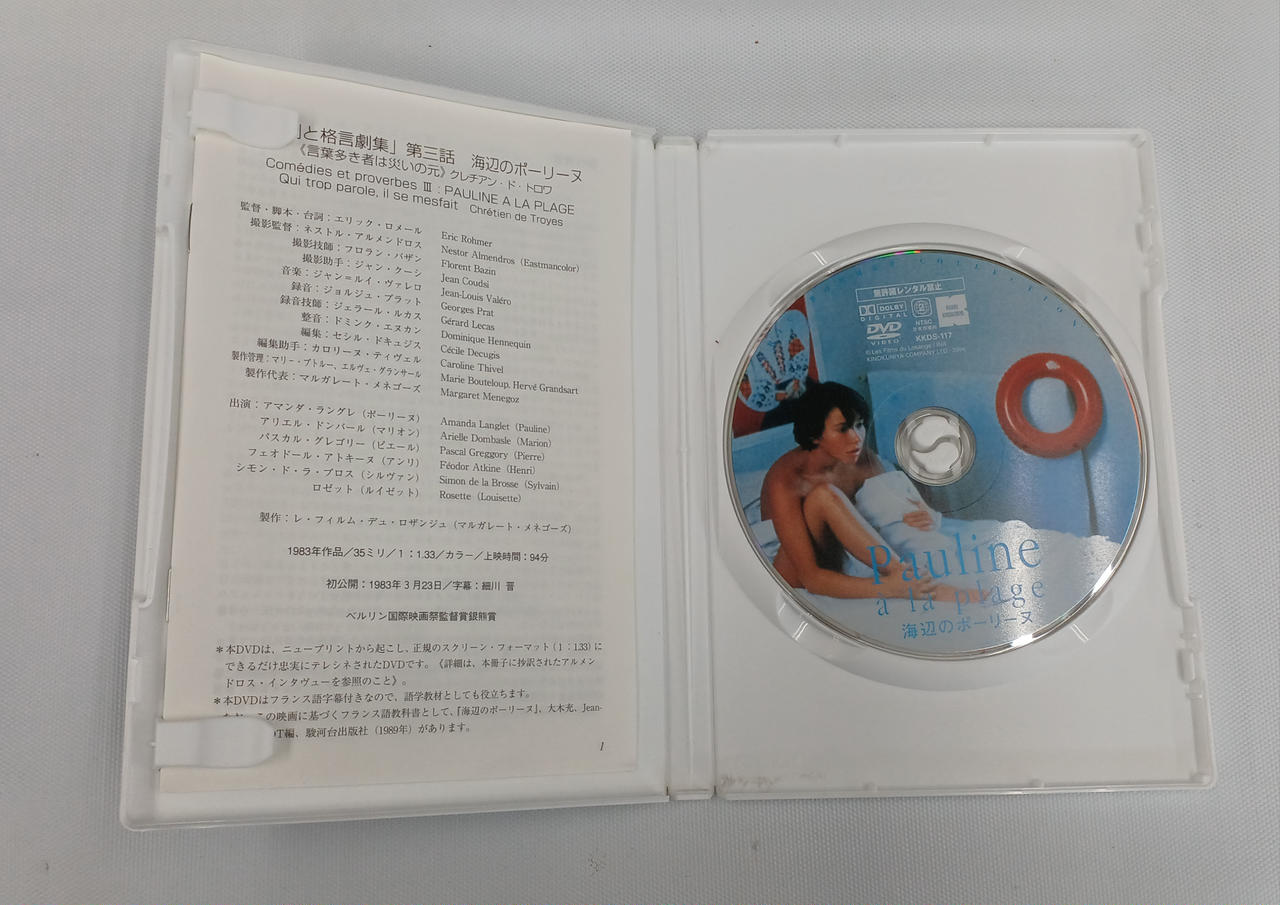 と格言劇集」第三話 海辺のポーリーヌ
《言葉多き者は災いの元》クレチアン・ド・トロワ
Comédies et proverbes Ⅲ : PAULINE A LA PLAGE
Qui trop parole, il se mesfait Chrétien de Troyes
監督・脚本・台詞：エリック・ロメール Eric Rohmer
撮影監督：ネストル・アルメンドロス Nestor Almendros (Eastmancolor)
撮影技師：フロラン・バザン Florent Bazin
撮影助手：ジャン・クーシ Jean Coudsi
音楽：ジャン＝ルイ・ヴァレロ Jean-Louis Valéro
録音：ジョルジュ・プラット Georges Prat
録音技師：ジェラール・ルカス Gérard Lecas
整音：ドミンク・エヌカン Dominique Hennequin
編集：セシル・ドキュジス Cécile Decugis
編集助手：カロリーヌ・ティヴェル Caroline Thivel
製作管理：マリー・ブトルー、エルヴェ・グランサール Marie Bouteloup. Hervé Grandsart
製作代表：マルガレート・メネゴーズ Margaret Menegoz
出演：アマンダ・ラングレ（ポーリーヌ） Amanda Langlet (Pauline)
アリエル・ドンバール（マリオン） Arielle Dombasle (Marion)
パスカル・グレゴリー（ピエール） Pascal Greggory (Pierre)
フェオドール・アトキーヌ（アンリ） Féodor Atkine (Henri)
シモン・ド・ラ・ブロス（シルヴァン） Simon de la Brosse (Sylvain)
ロゼット（ルイゼット） Rosette (Louisette)
製作：レ・フィルム・デュ・ロザンジュ（マルガレート・メネゴーズ）
1983年作品／35ミリ／1：1.33／カラー／上映時間：94分
初公開：1983年3月23日／字幕：細川 晋
ベルリン国際映画祭監督賞銀熊賞
＊本DVDは、ニュープリントから起こし、正規のスクリーン・フォーマット（1：1.33）に
できるだけ忠実にテレシネされたDVDです。《詳細は、本冊子に抄訳されたアルメン
ドロス・インタヴューを参照のこと》。
＊本DVDはフランス語字幕付きなので、語学教材としても役立ちます。
この映画に基づくフランス語教科書として、『海辺のポーリーヌ』、大木充、Jean-
OT編、駿河台出版社（1989年）があります。
1
COLLECTION
無許諾レンタル禁止
DOLBY
DIGITAL
2
NTSC
日本市場向
DVD
VIDEO
KKDS-117
© Les Films du Losange / INA
KINOKUNIYA COMPANY LTD.
Pauline
à la plage
海辺のポーリーヌ